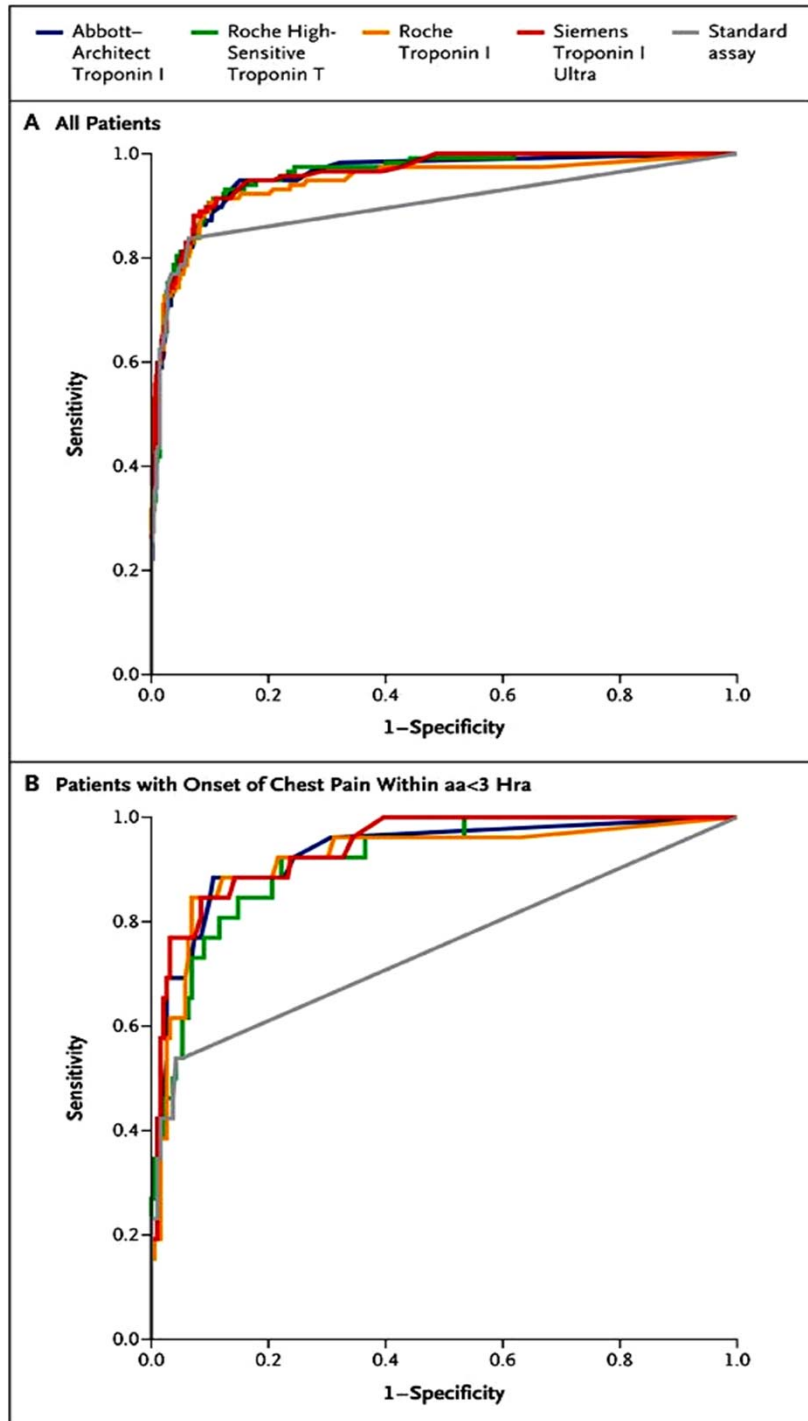 Abbott–
Architect
Troponin I
Roche High-
Sensitive
Troponin T
Roche
Troponin I
Siemens
Troponin I
Ultra
Standard
assay
A All Patients
1.0
0.8
0.6
0.4
0.2
0.0
Sensitivity
0.0 0.2 0.4 0.6 0.8 1.0
1–Specificity
B Patients with Onset of Chest Pain Within aa<3 Hra
1.0
0.8
0.6
0.4
0.2
0.0
Sensitivity
0.0 0.2 0.4 0.6 0.8 1.0
1–Specificity